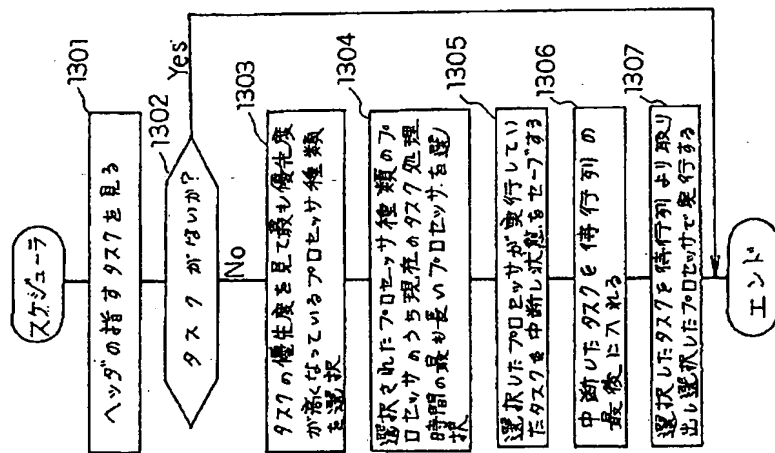 スケジューラ
1301
ヘッダの指すタスクを見る
1302
タスクがないか?
Yes
No
1303
タスクの優先度を見て最も優先度
が高くなっているプロセッサ種類
を選択
1304
選択されたプロセッサ種類のプ
ロセッサのうち現在のタスク処理
時間の最も長いプロセッサを選
択
1305
選択したプロセッサが実行してい
たタスクを中断し状態をセーブする
1306
中断したタスクを待行列の
最後に入れる
1307
選択したタスクを待行列より取り
出し選択したプロセッサで実行する
エンド